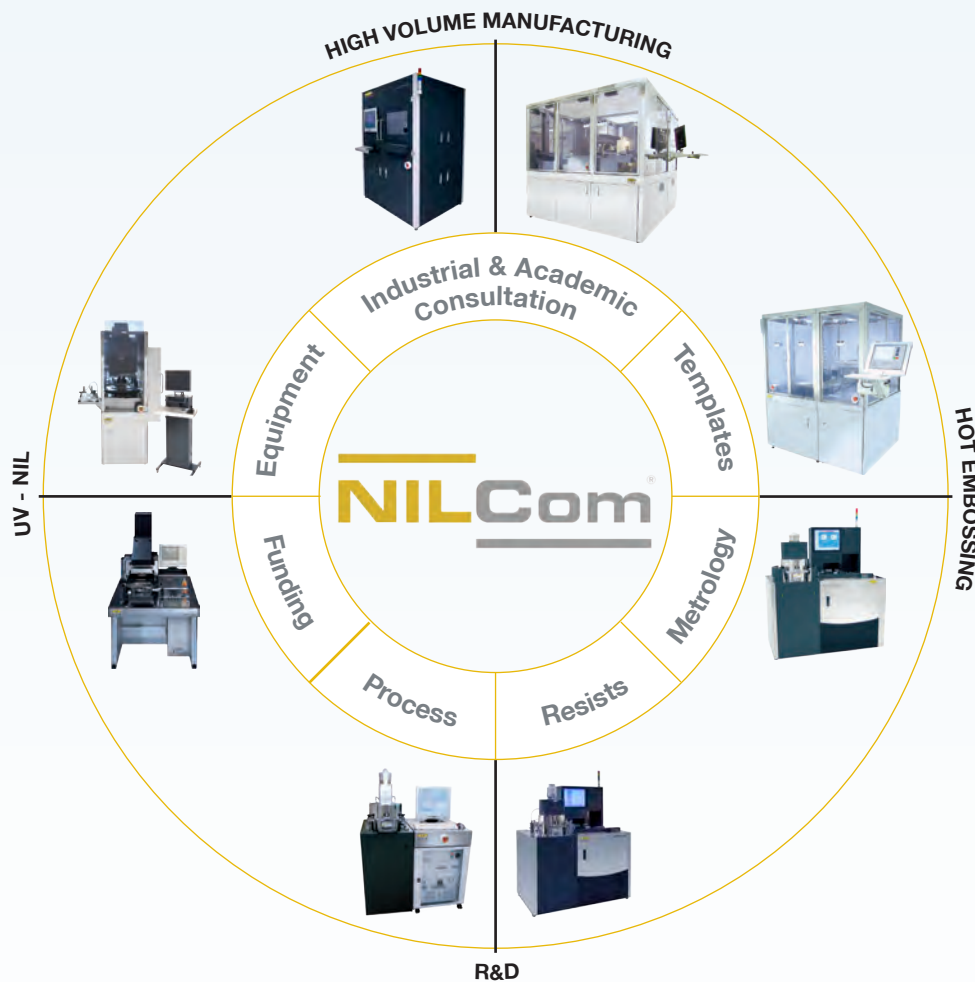 HIGH VOLUME MANUFACTURING
Industrial & Academic
Consultation
Equipment
Templates
UV - NIL
NILCom®
HOT EMBOSSING
Funding
Metrology
Process
Resists
R&D